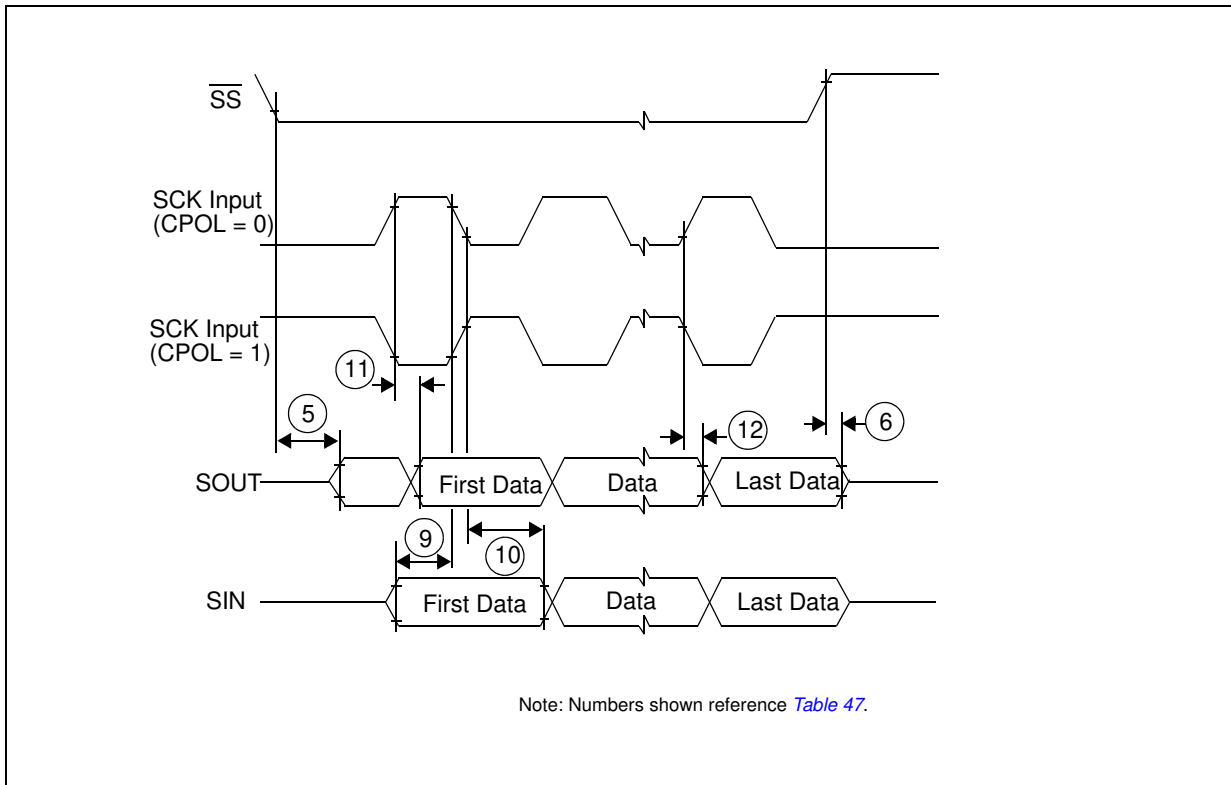 SS
SCK Input
(CPOL = 0)
SCK Input
(CPOL = 1)
11
5
12
6
SOUT
First Data
Data
Last Data
9
10
SIN
First Data
Data
Last Data
Note: Numbers shown reference Table 47.